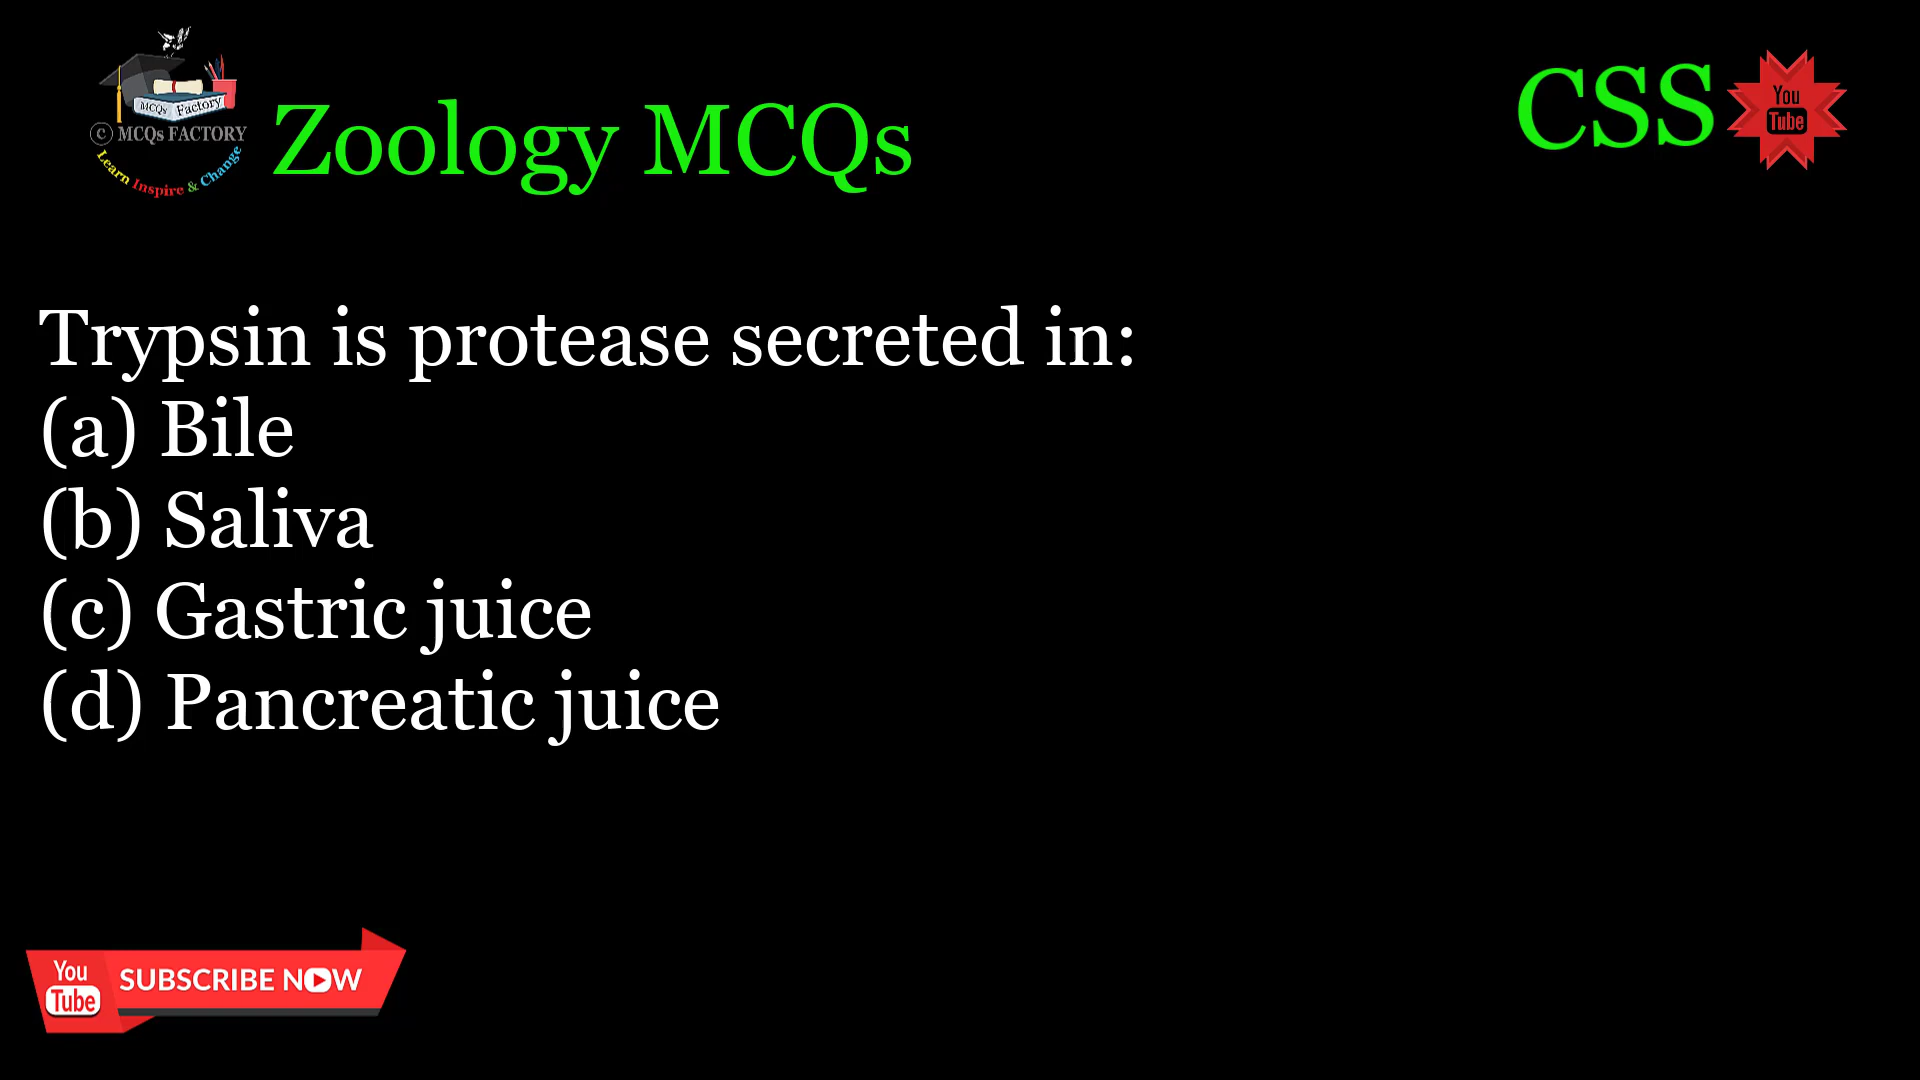 MCQs Factory
© MCQs FACTORY
Learn Inspire & Change
Zoology MCQs
CSS
You
Tube
Trypsin is protease secreted in:
(a) Bile
(b) Saliva
(c) Gastric juice
(d) Pancreatic juice
You
Tube
SUBSCRIBE NOW